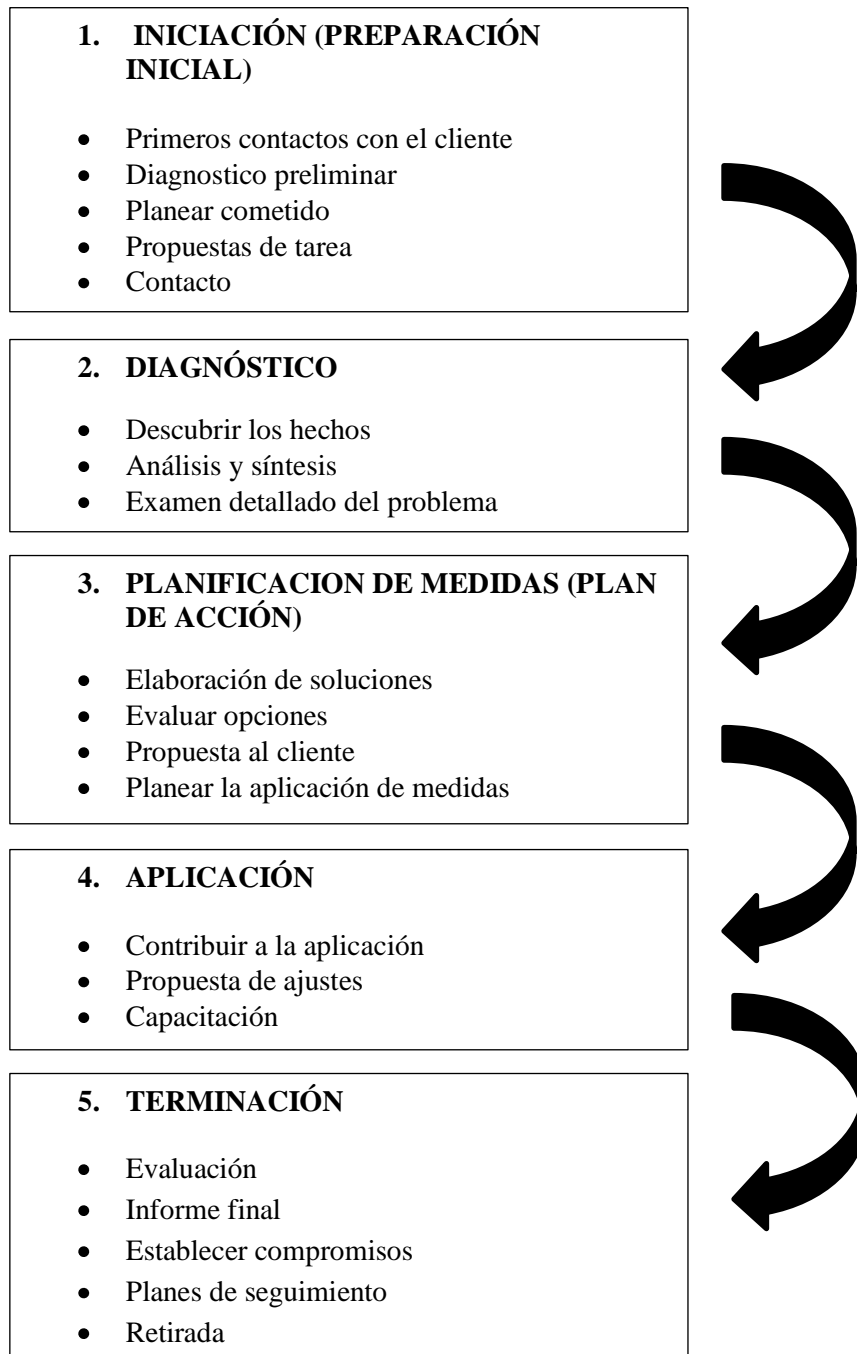 1. INICIACIÓN (PREPARACIÓN
INICIAL)
• Primeros contactos con el cliente
• Diagnostico preliminar
• Planear cometido
• Propuestas de tarea
• Contacto
2. DIAGNÓSTICO
• Descubrir los hechos
• Análisis y síntesis
• Examen detallado del problema
3. PLANIFICACION DE MEDIDAS (PLAN
DE ACCIÓN)
• Elaboración de soluciones
• Evaluar opciones
• Propuesta al cliente
• Planear la aplicación de medidas
4. APLICACIÓN
• Contribuir a la aplicación
• Propuesta de ajustes
• Capacitación
5. TERMINACIÓN
• Evaluación
• Informe final
• Establecer compromisos
• Planes de seguimiento
• Retirada